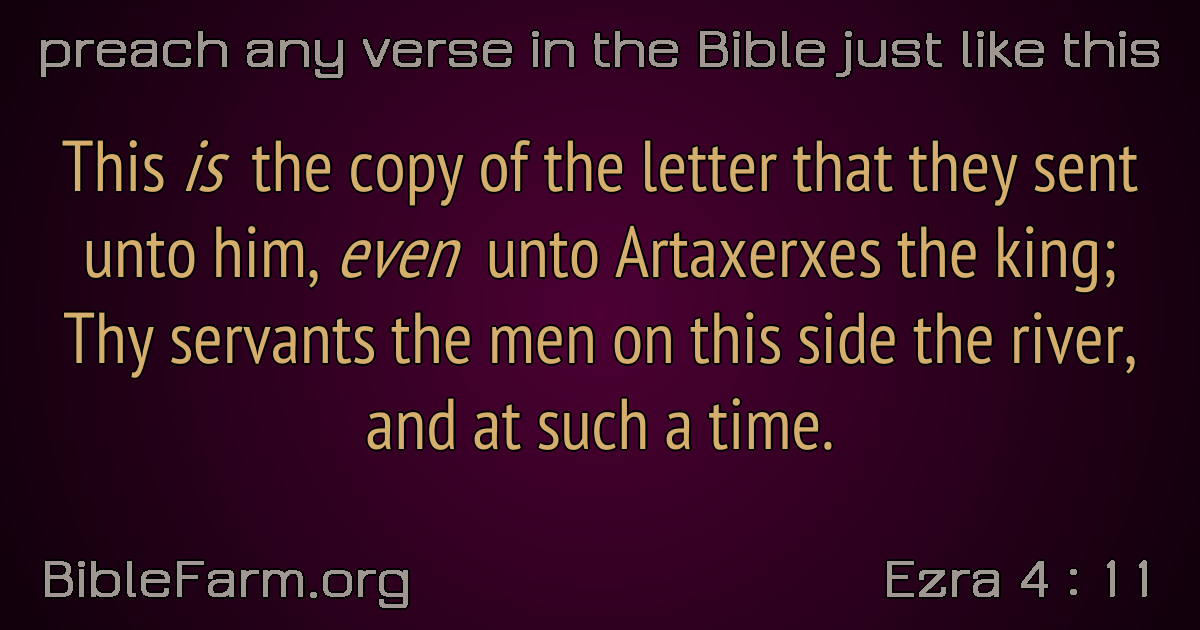 preach any verse in the Bible just like this
This is the copy of the letter that they sent
unto him, even unto Artaxerxes the king;
Thy servants the men on this side the river,
and at such a time.
BibleFarm.org
Ezra 4 : 11